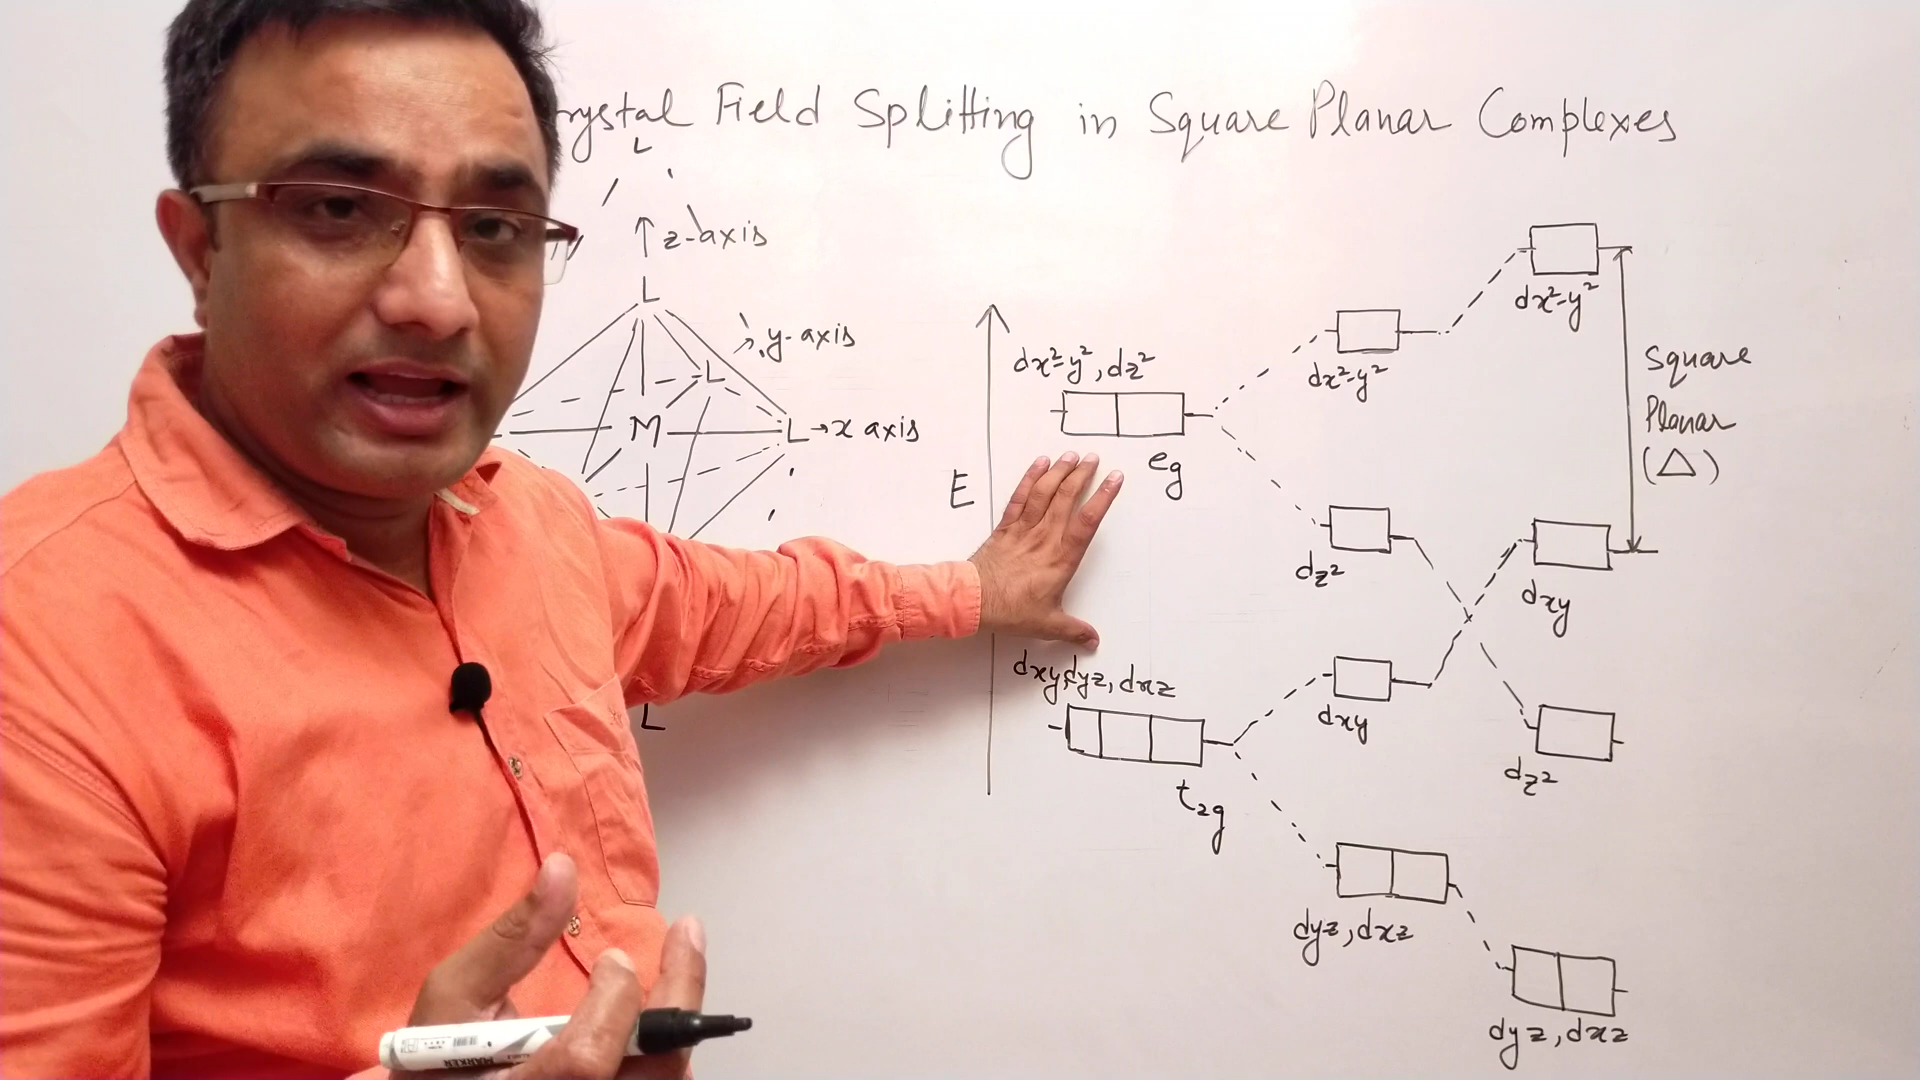 rystal Field Splitting in Square Planar Complexes
L
z-axis
L
y-axis
L
M
L → x axis
L
E
dx²-y², dz²
eg
dxy, dyz, dxz
t₂g
dx²-y²
dz²
dxy
dyz, dxz
dx²-y²
dxy
dz²
dyz, dxz
Square
Planar
(△)